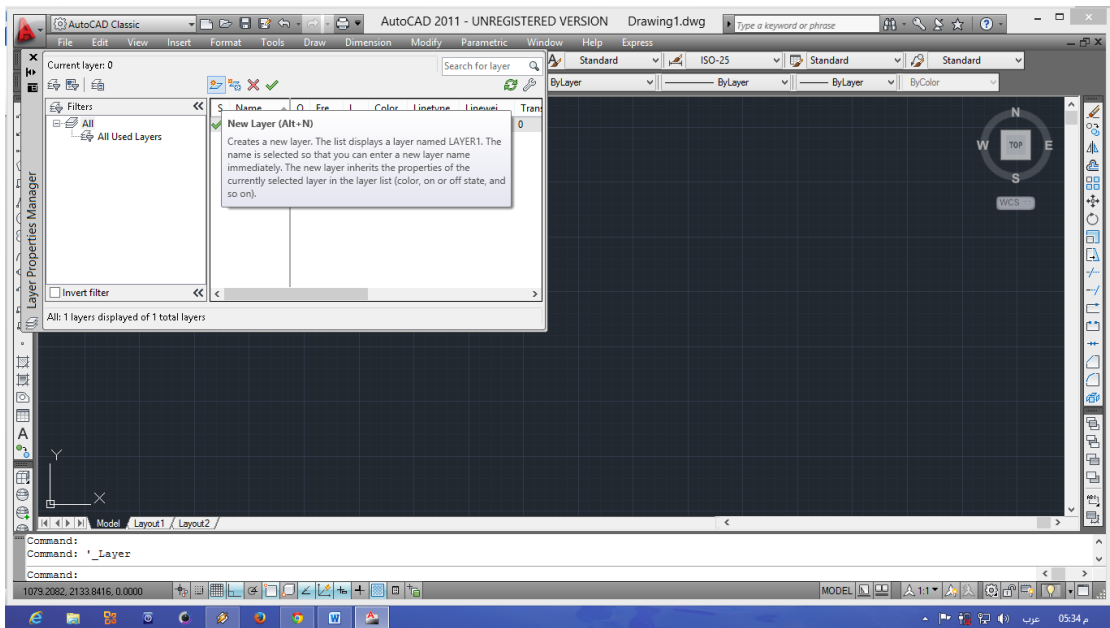 AutoCAD Classic
AutoCAD 2011 - UNREGISTERED VERSION Drawing1.dwg
Type a keyword or phrase
File Edit View Insert Format Tools Draw Dimension Modify Parametric Window Help Express
Current layer: 0
Search for layer
Standard ISO-25 Standard Standard
ByLayer ByLayer ByLayer ByColor
Filters
S Name O Fre L Color Linetype Linewei Trans
All
All Used Layers
0
New Layer (Alt+N)
Creates a new layer. The list displays a layer named LAYER1. The
name is selected so that you can enter a new layer name
immediately. The new layer inherits the properties of the
currently selected layer in the layer list (color, on or off state, and
so on).
Layer Properties Manager
Invert filter
All: 1 layers displayed of 1 total layers
N
W TOP E
S
WCS
Y
X
Model Layout1 Layout2
Command:
Command: '_Layer
Command:
1079.2082, 2133.8416, 0.0000
MODEL
1:1
عرب
05:34 م